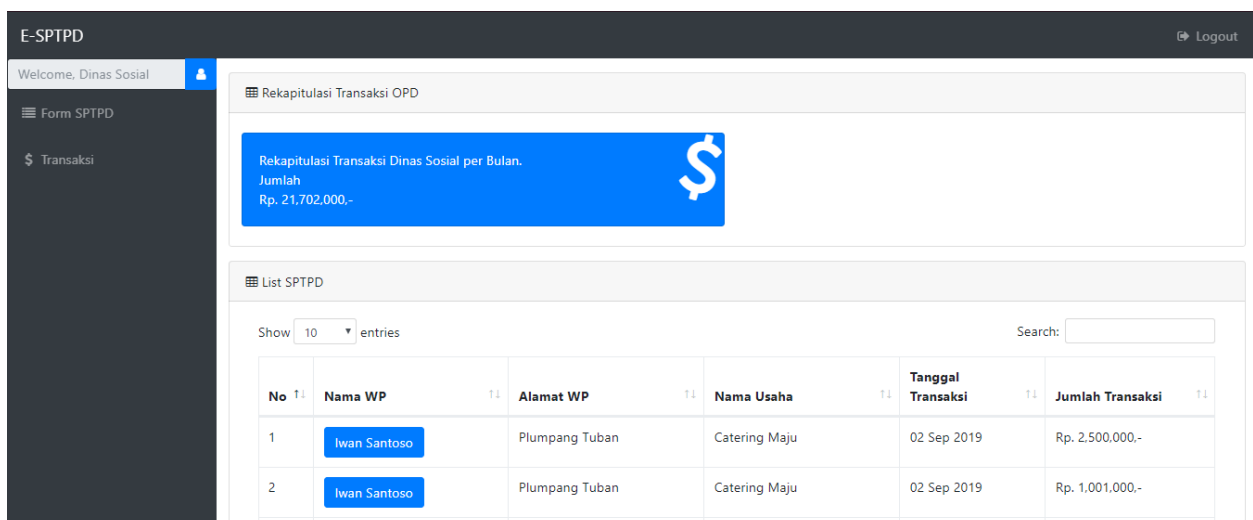 E-SPTPD
Logout
Welcome, Dinas Sosial
Form SPTPD
$ Transaksi
Rekapitulasi Transaksi OPD
Rekapitulasi Transaksi Dinas Sosial per Bulan.
Jumlah
Rp. 21,702,000,-
$
List SPTPD
Show 10 entries
Search:
No Nama WP Alamat WP Nama Usaha Tanggal Transaksi Jumlah Transaksi
1 Iwan Santoso Plumpang Tuban Catering Maju 02 Sep 2019 Rp. 2,500,000,-
2 Iwan Santoso Plumpang Tuban Catering Maju 02 Sep 2019 Rp. 1,001,000,-